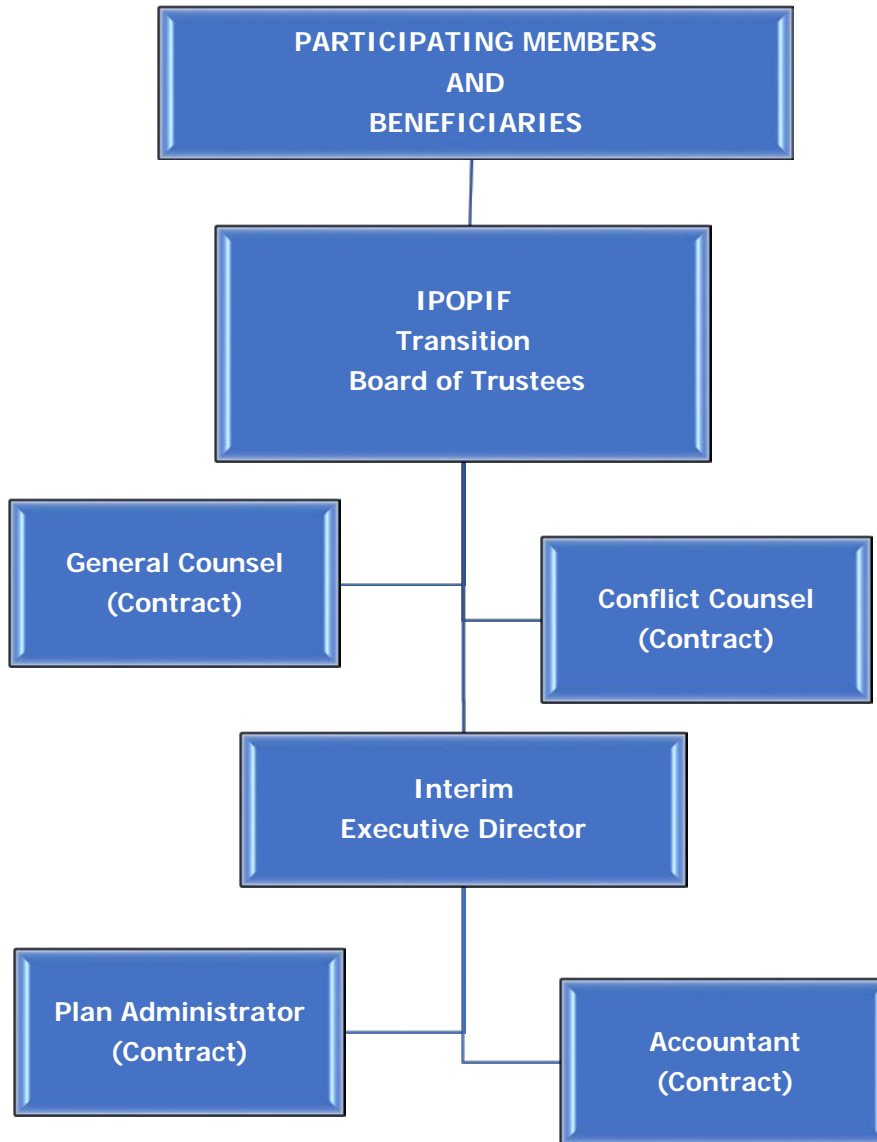 PARTICIPATING MEMBERS
AND
BENEFICIARIES
IPOPIF
Transition
Board of Trustees
General Counsel
(Contract)
Conflict Counsel
(Contract)
Interim
Executive Director
Plan Administrator
(Contract)
Accountant
(Contract)